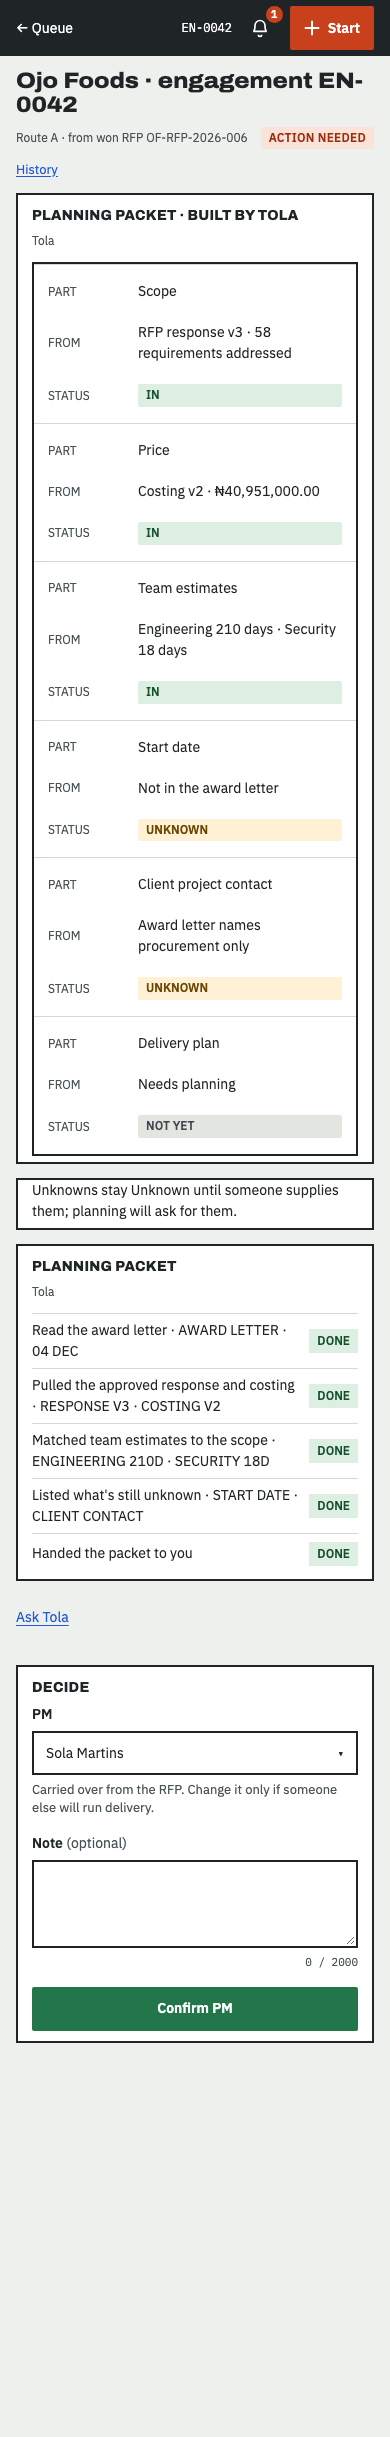 ← Queue
EN-0042
1
Start
Ojo Foods · engagement EN-
0042
Route A · from won RFP OF-RFP-2026-006
ACTION NEEDED
History
PLANNING PACKET · BUILT BY TOLA
Tola
PART
Scope
FROM
RFP response v3 · 58
requirements addressed
STATUS
IN
PART
Price
FROM
Costing v2 · ₦40,951,000.00
STATUS
IN
PART
Team estimates
FROM
Engineering 210 days · Security
18 days
STATUS
IN
PART
Start date
FROM
Not in the award letter
STATUS
UNKNOWN
PART
Client project contact
FROM
Award letter names
procurement only
STATUS
UNKNOWN
PART
Delivery plan
FROM
Needs planning
STATUS
NOT YET
Unknowns stay Unknown until someone supplies
them; planning will ask for them.
PLANNING PACKET
Tola
Read the award letter · AWARD LETTER ·
04 DEC
DONE
Pulled the approved response and costing
· RESPONSE V3 · COSTING V2
DONE
Matched team estimates to the scope ·
ENGINEERING 210D · SECURITY 18D
DONE
Listed what's still unknown · START DATE ·
CLIENT CONTACT
DONE
Handed the packet to you
DONE
Ask Tola
DECIDE
PM
Sola Martins
Carried over from the RFP. Change it only if someone
else will run delivery.
Note (optional)
0 / 2000
Confirm PM